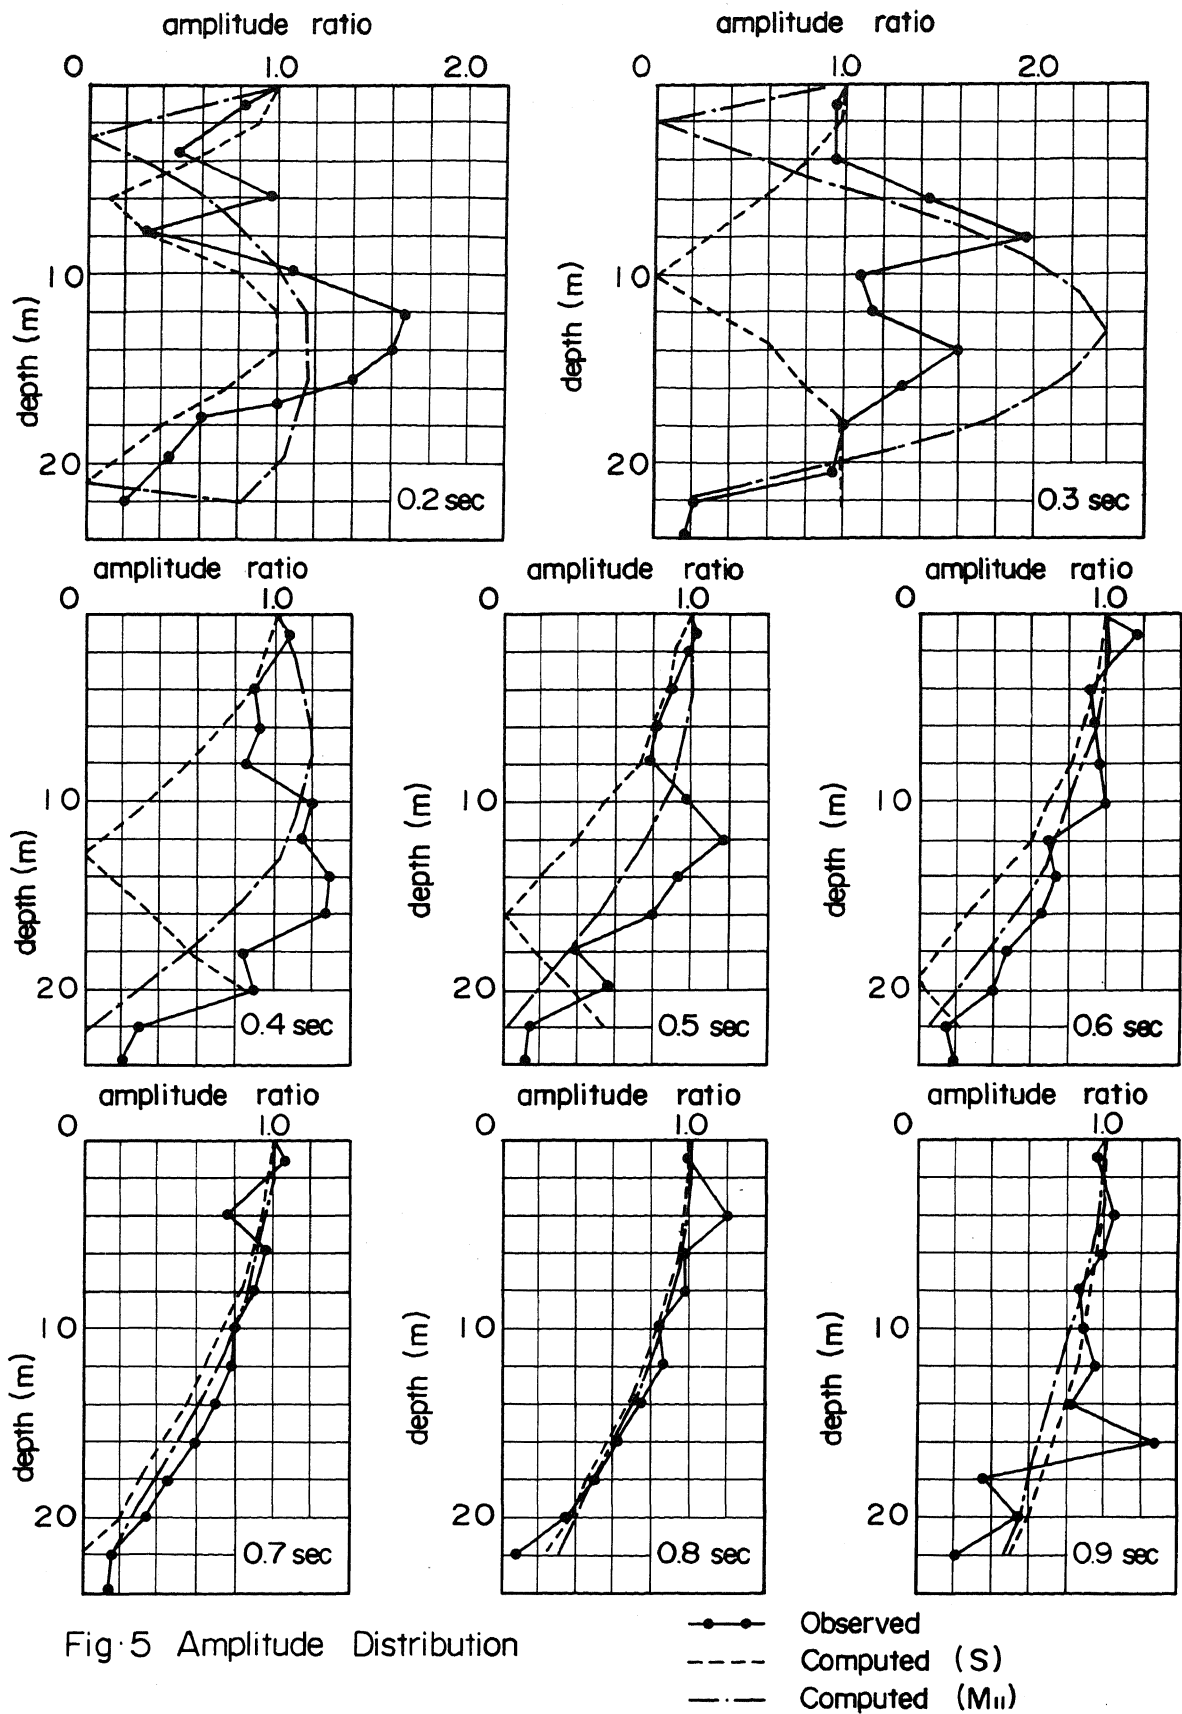 amplitude ratio
0 1.0 2.0
10
20
depth (m)
0.2 sec
amplitude ratio
0 1.0 2.0
10
20
depth (m)
0.3 sec
amplitude ratio
0 1.0
10
20
depth (m)
0.4 sec
amplitude ratio
0 1.0
10
20
depth (m)
0.5 sec
amplitude ratio
0 1.0
10
20
depth (m)
0.6 sec
amplitude ratio
0 1.0
10
20
depth (m)
0.7 sec
amplitude ratio
0 1.0
10
20
depth (m)
0.8 sec
amplitude ratio
0 1.0
10
20
depth (m)
0.9 sec
Fig·5 Amplitude Distribution
Observed
Computed (S)
Computed (M11)